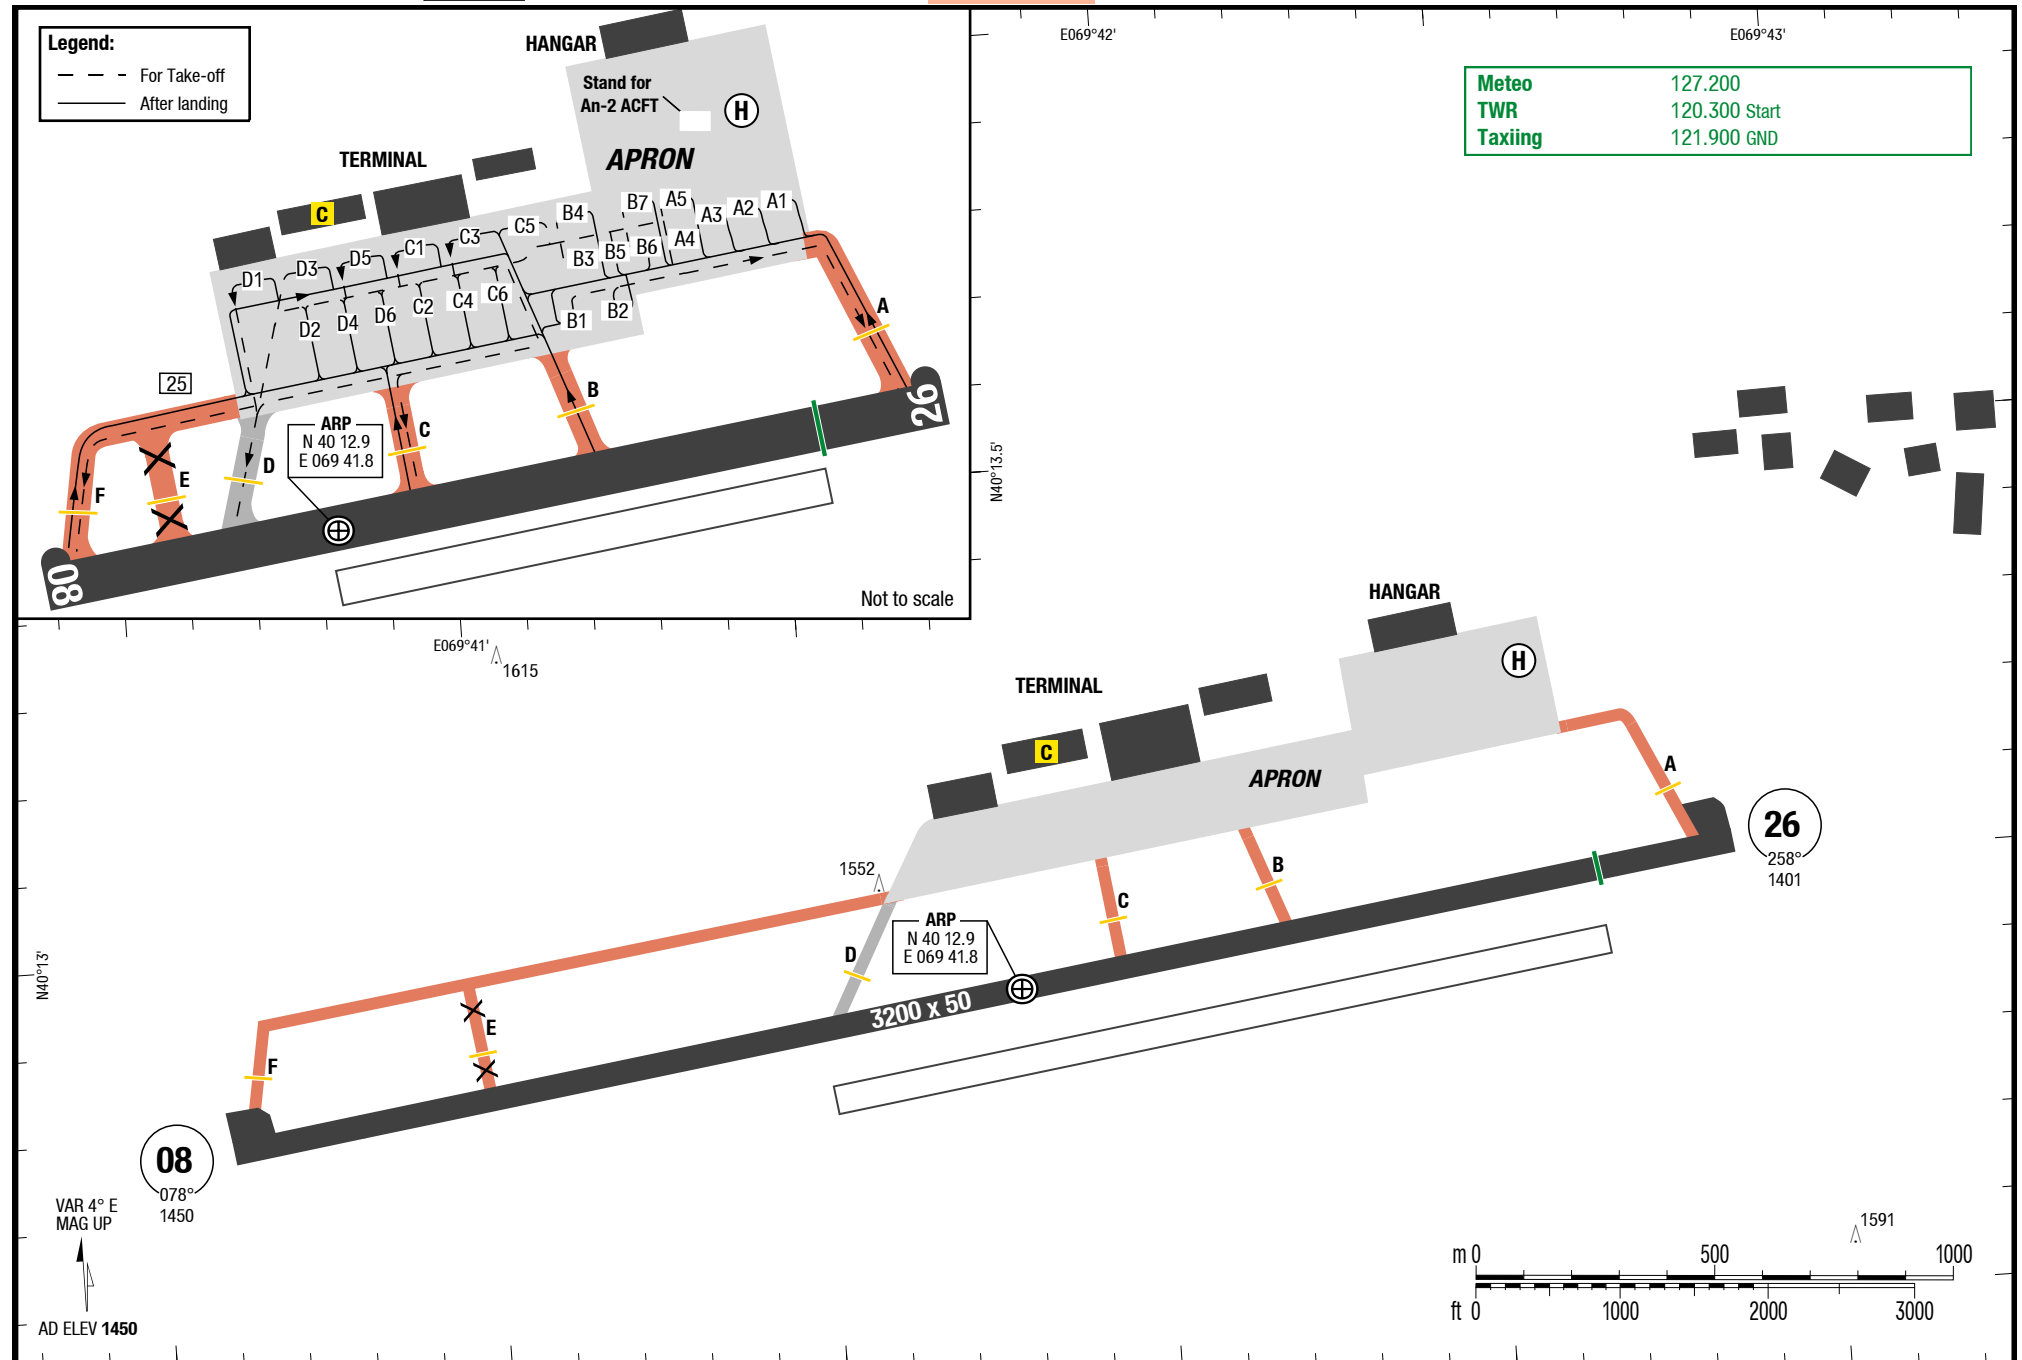 Legend:
For Take-off
After landing
HANGAR
Stand for
An-2 ACFT
H
APRON
TERMINAL
C
D1
D3
D5
C1
C3
C5
B4
B7
A5
A3
A2
A1
B3
B5
B6
A4
D2
D4
D6
C2
C4
C6
B1
B2
25
A
B
C
D
E
F
ARP
N 40 12.9
E 069 41.8
26
08
Not to scale
E069°42'
E069°43'
Meteo 127.200
TWR 120.300 Start
Taxiing 121.900 GND
N40°13.5'
E069°41'
1615
HANGAR
H
TERMINAL
C
APRON
A
B
C
D
E
F
1552
ARP
N 40 12.9
E 069 41.8
3200 x 50
26
258°
1401
N40°13'
08
078°
1450
VAR 4° E
MAG UP
AD ELEV 1450
1591
m 0 500 1000
ft 0 1000 2000 3000